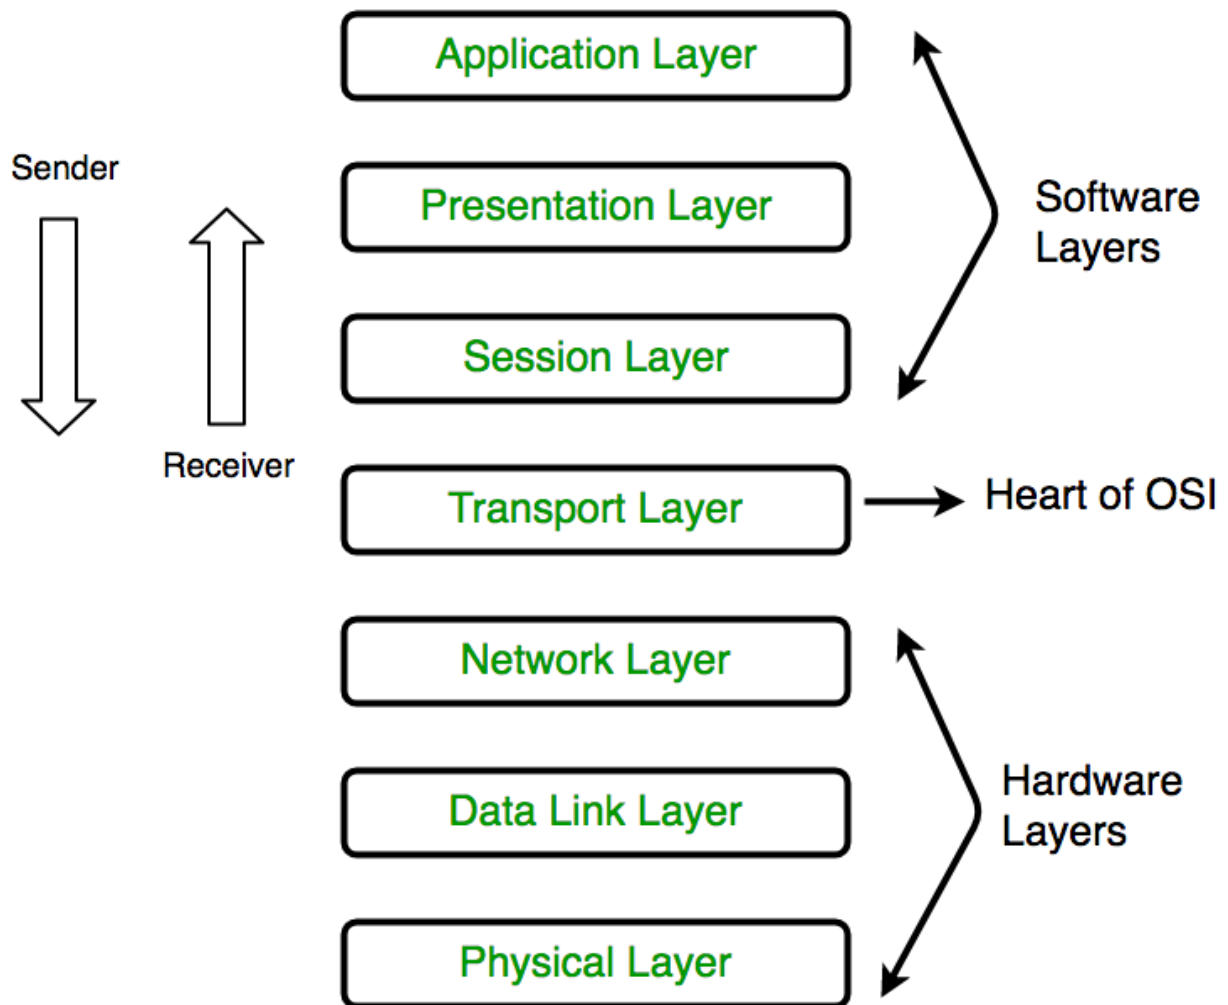 Application Layer
Sender
Presentation Layer
Software
Layers
Session Layer
Receiver
Transport Layer
Heart of OSI
Network Layer
Hardware
Layers
Data Link Layer
Physical Layer